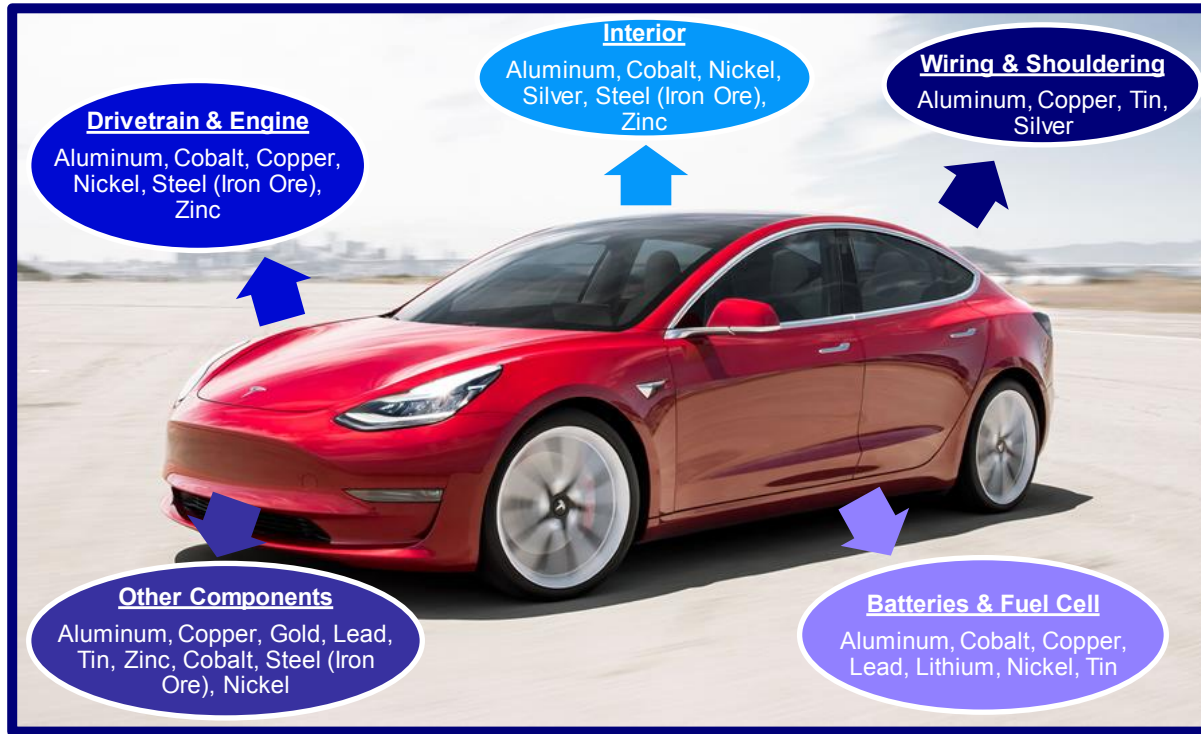 Interior
Aluminum, Cobalt, Nickel,
Silver, Steel (Iron Ore),
Zinc
Wiring & Shouldering
Aluminum, Copper, Tin,
Silver
Drivetrain & Engine
Aluminum, Cobalt, Copper,
Nickel, Steel (Iron Ore),
Zinc
Other Components
Aluminum, Copper, Gold, Lead,
Tin, Zinc, Cobalt, Steel (Iron
Ore), Nickel
Batteries & Fuel Cell
Aluminum, Cobalt, Copper,
Lead, Lithium, Nickel, Tin